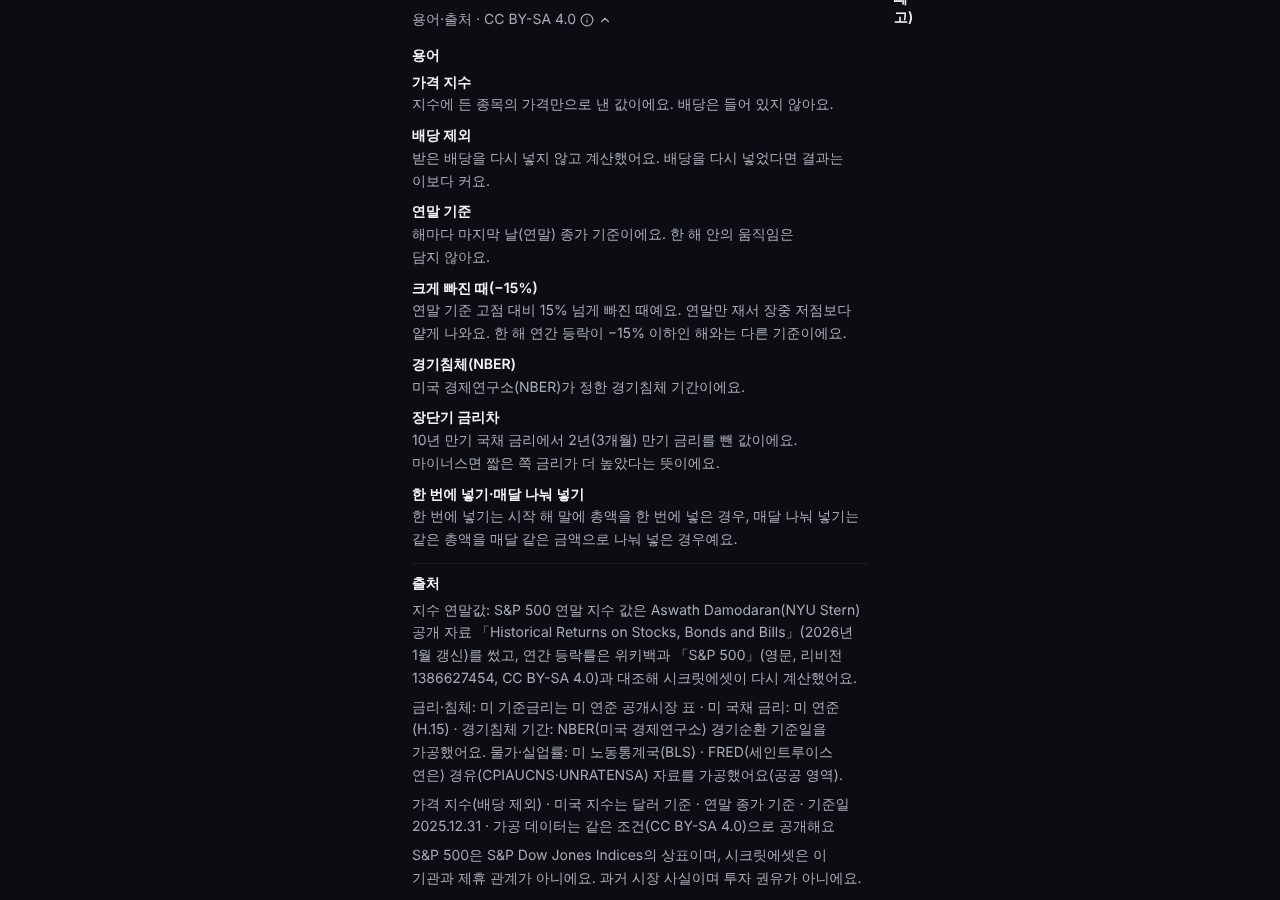 용어·출처 · CC BY-SA 4.0
고)
용어
가격 지수
지수에 든 종목의 가격만으로 낸 값이에요. 배당은 들어 있지 않아요.
배당 제외
받은 배당을 다시 넣지 않고 계산했어요. 배당을 다시 넣었다면 결과는
이보다 커요.
연말 기준
해마다 마지막 날(연말) 종가 기준이에요. 한 해 안의 움직임은
담지 않아요.
크게 빠진 때(−15%)
연말 기준 고점 대비 15% 넘게 빠진 때예요. 연말만 재서 장중 저점보다
얕게 나와요. 한 해 연간 등락이 −15% 이하인 해와는 다른 기준이에요.
경기침체(NBER)
미국 경제연구소(NBER)가 정한 경기침체 기간이에요.
장단기 금리차
10년 만기 국채 금리에서 2년(3개월) 만기 금리를 뺀 값이에요.
마이너스면 짧은 쪽 금리가 더 높았다는 뜻이에요.
한 번에 넣기·매달 나눠 넣기
한 번에 넣기는 시작 해 말에 총액을 한 번에 넣은 경우, 매달 나눠 넣기는
같은 총액을 매달 같은 금액으로 나눠 넣은 경우예요.
출처
지수 연말값: S&P 500 연말 지수 값은 Aswath Damodaran(NYU Stern)
공개 자료 「Historical Returns on Stocks, Bonds and Bills」(2026년
1월 갱신)를 썼고, 연간 등락률은 위키백과 「S&P 500」(영문, 리비전
1386627454, CC BY-SA 4.0)과 대조해 시크릿에셋이 다시 계산했어요.
금리·침체: 미 기준금리는 미 연준 공개시장 표 · 미 국채 금리: 미 연준
(H.15) · 경기침체 기간: NBER(미국 경제연구소) 경기순환 기준일을
가공했어요. 물가·실업률: 미 노동통계국(BLS) · FRED(세인트루이스
연은) 경유(CPIAUCNS·UNRATENSA) 자료를 가공했어요(공공 영역).
가격 지수(배당 제외) · 미국 지수는 달러 기준 · 연말 종가 기준 · 기준일
2025.12.31 · 가공 데이터는 같은 조건(CC BY-SA 4.0)으로 공개해요
S&P 500은 S&P Dow Jones Indices의 상표이며, 시크릿에셋은 이
기관과 제휴 관계가 아니에요. 과거 시장 사실이며 투자 권유가 아니에요.